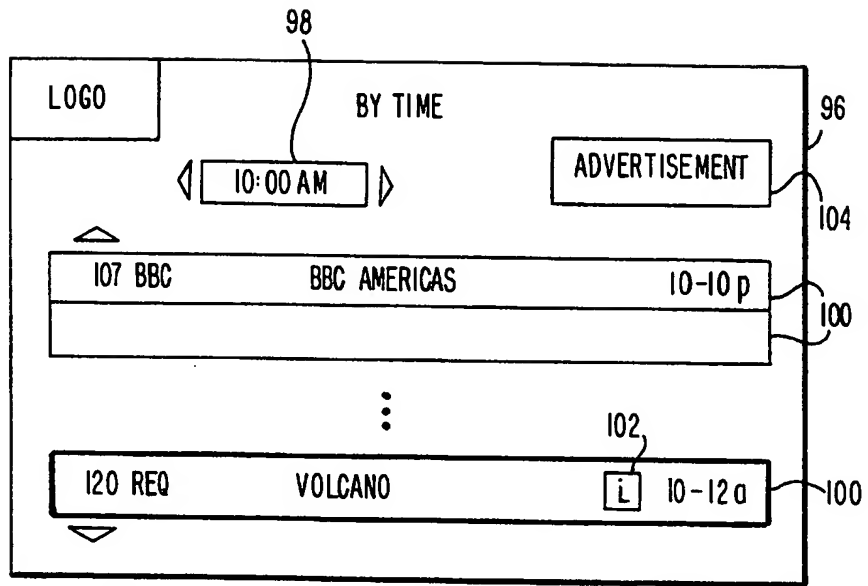 98
LOGO
BY TIME
96
10:00 AM
ADVERTISEMENT
104
107 BBC BBC AMERICAS 10-10 p
100
102
120 REQ VOLCANO i 10-12 a
100